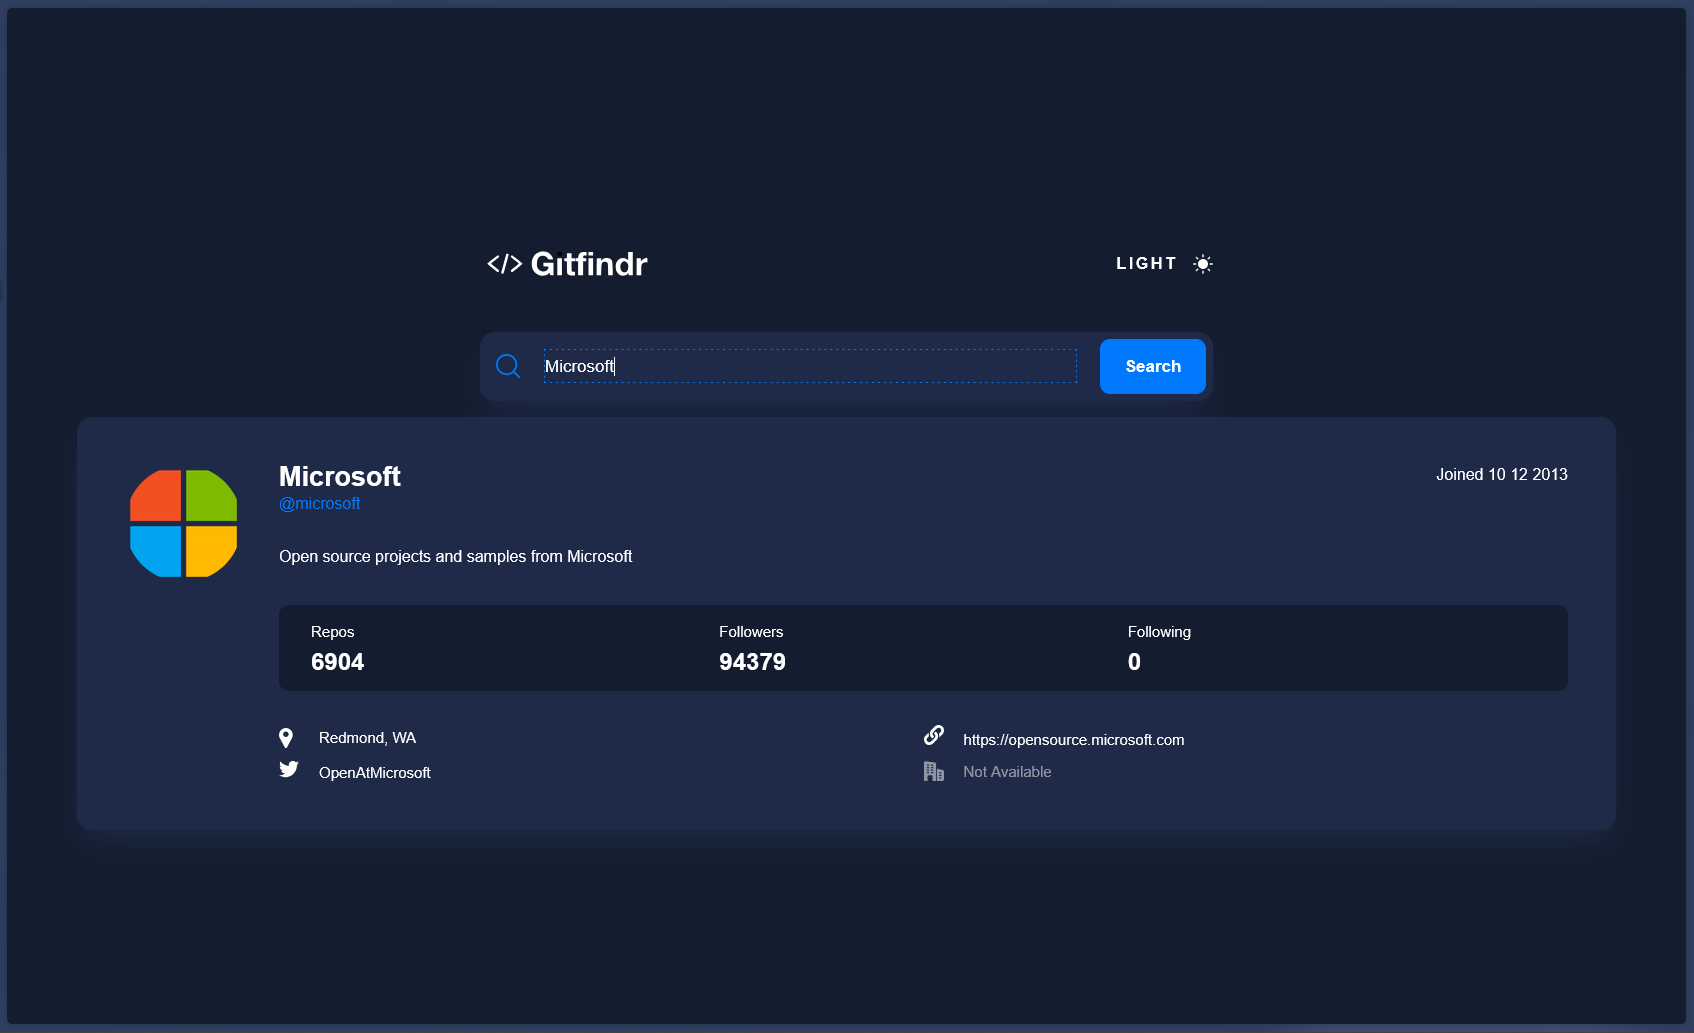 </> Gitfindr
LIGHT
Microsoft
Search
Microsoft
Joined 10 12 2013
@microsoft
Open source projects and samples from Microsoft
Repos
Followers
Following
6904
94379
0
Redmond, WA
https://opensource.microsoft.com
OpenAtMicrosoft
Not Available